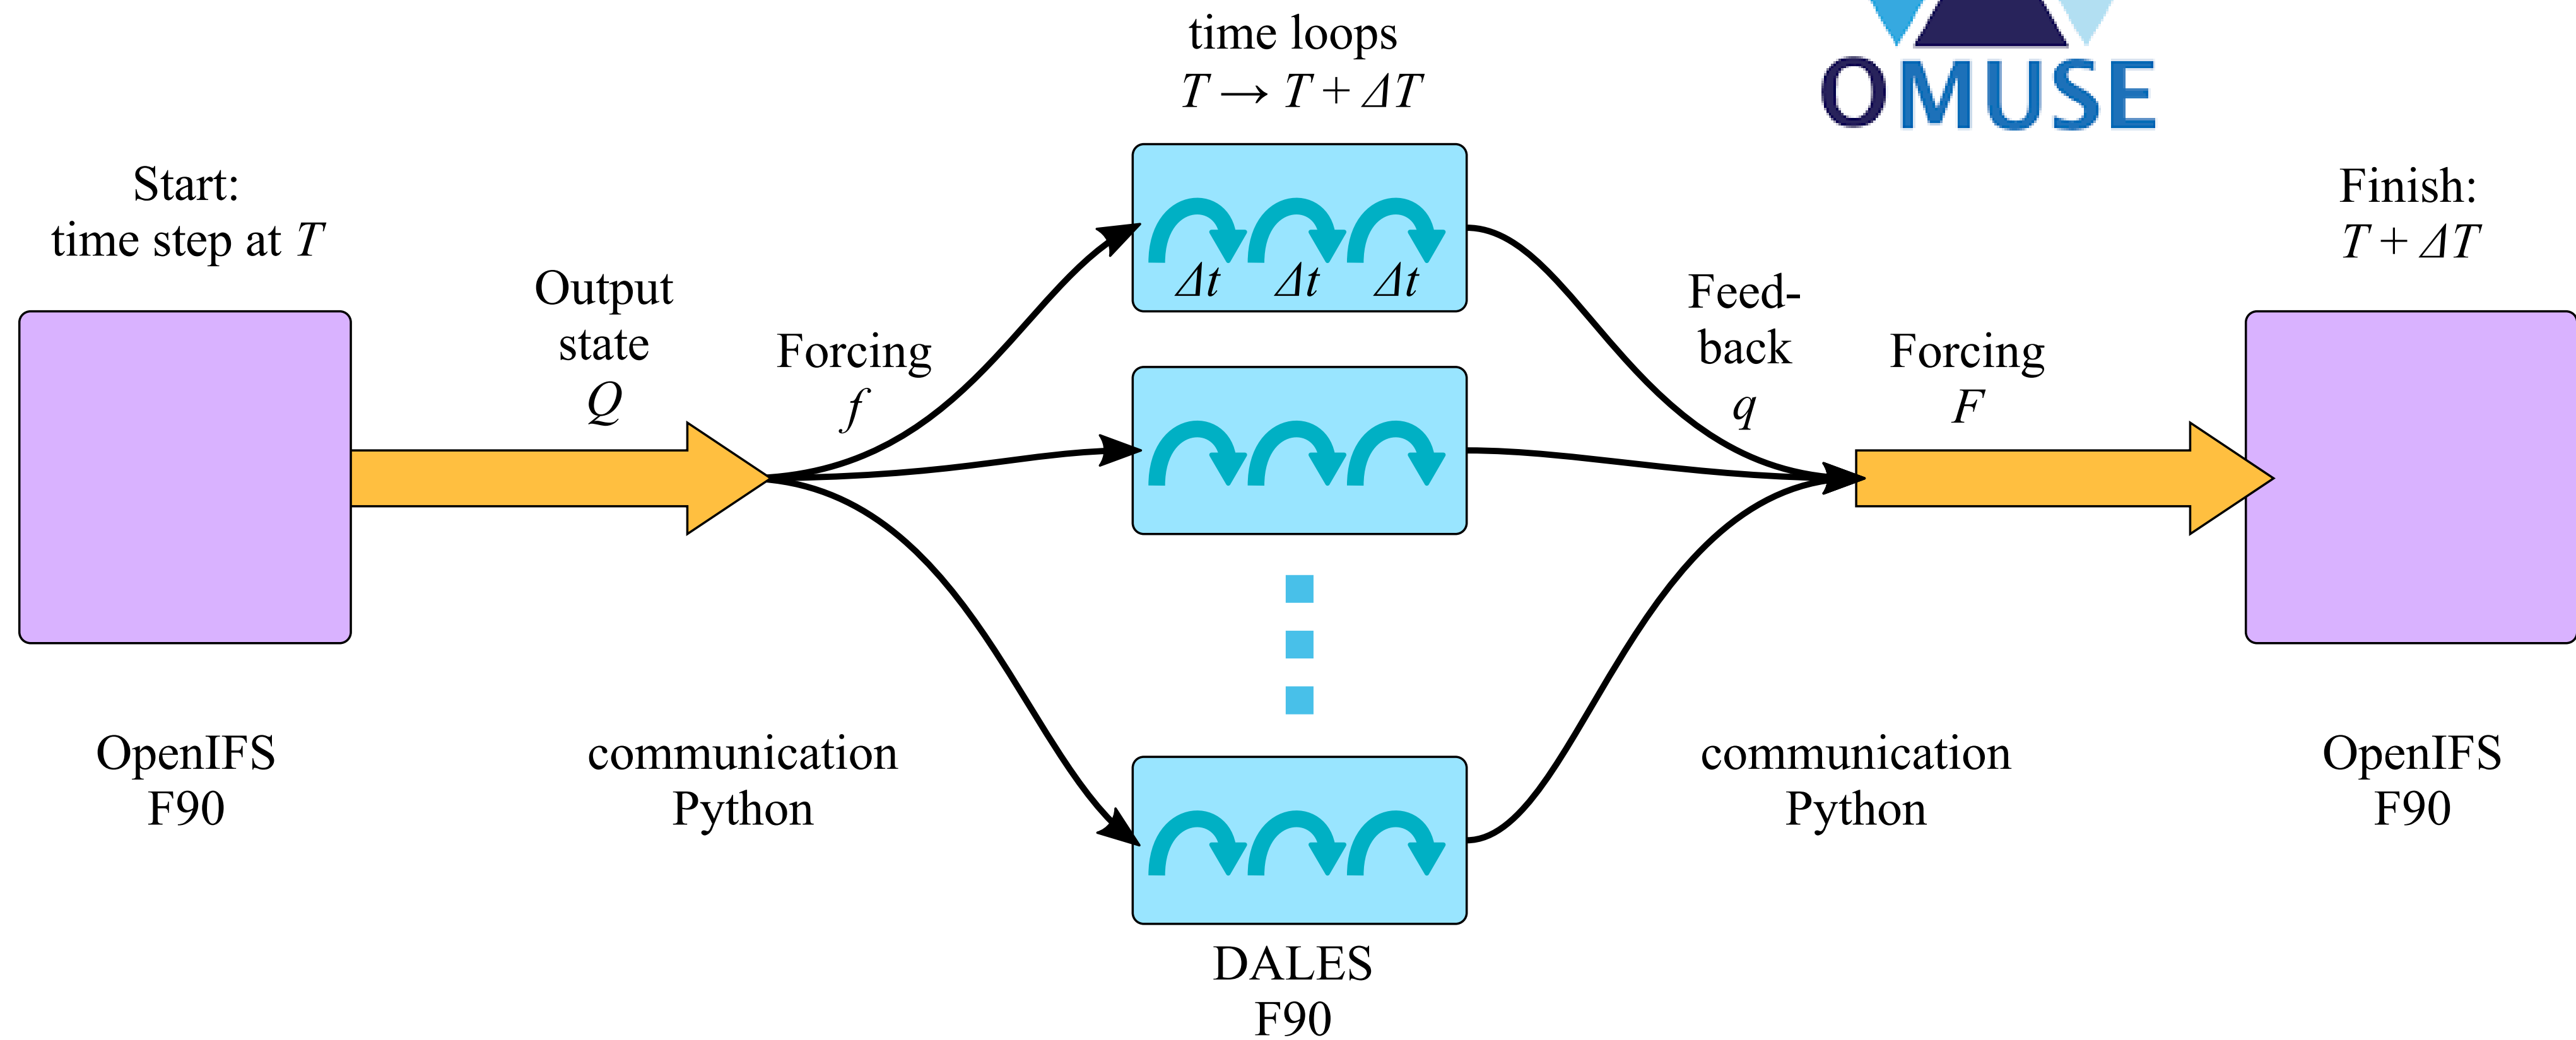 time loops
T → T + ΔT
OMUSE
Start:
time step at T
Output
state
Q
Forcing
f
Δt Δt Δt
Feed-
back
q
Forcing
F
Finish:
T + ΔT
OpenIFS
F90
communication
Python
DALES
F90
communication
Python
OpenIFS
F90